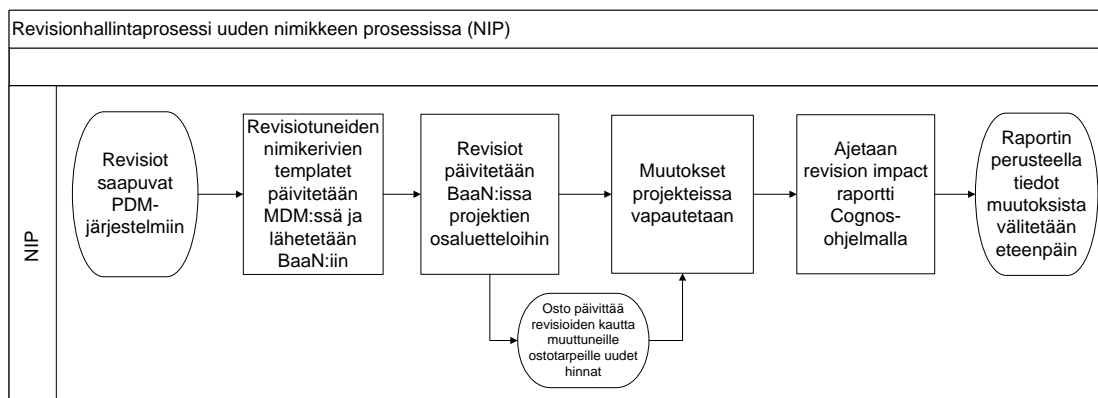 Revisionhallintaprosessi uuden nimikkeen prosessissa (NIP)
NIP
Revisiot
saapuvat
PDM-
järjestelmiin
Revisiotuneiden
nimikerivien
templatet
päivitetään
MDM:ssä ja
lähetetään
BaaN:iin
Revisiot
päivitetään
BaaN:issa
projektien
osaluetteloihin
Muutokset
projekteissa
vapautetaan
Ajetaan
revision impact
raportti
Cognos-
ohjelmalla
Raportin
perusteella
tiedot
muutoksista
välitetään
eteenpäin
Osto päivittää
revisioiden kautta
muuttuneille
ostotarpeille uudet
hinnat